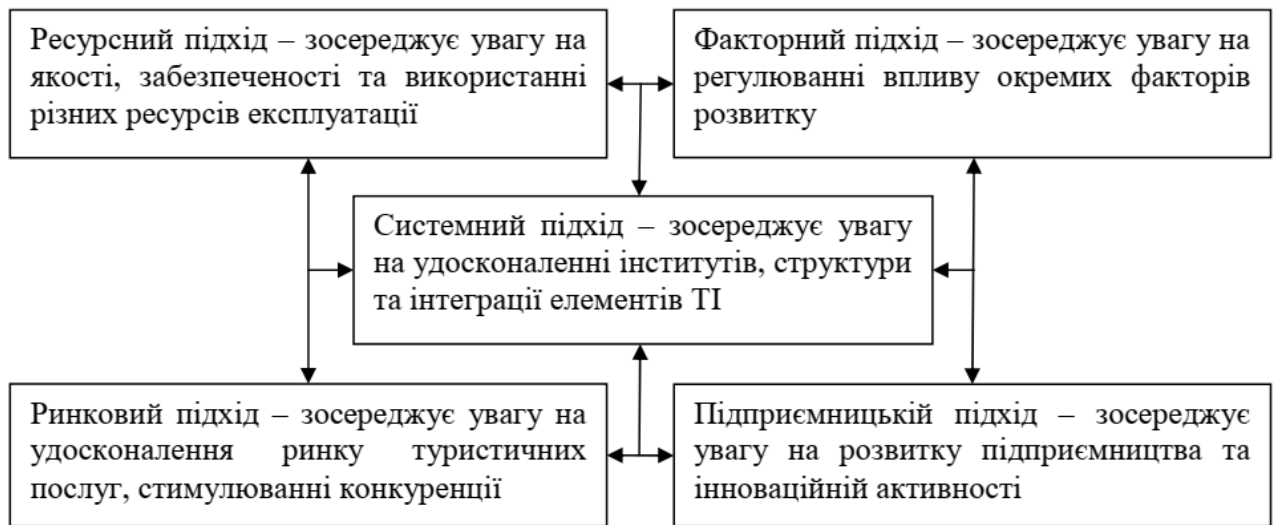 Ресурсний підхід – зосереджує увагу на
якості, забезпеченості та використанні
різних ресурсів експлуатації
Факторний підхід – зосереджує увагу на
регулюванні впливу окремих факторів
розвитку
Системний підхід – зосереджує увагу
на удосконаленні інститутів, структури
та інтеграції елементів ТІ
Ринковий підхід – зосереджує увагу на
удосконалення ринку туристичних
послуг, стимулюванні конкуренції
Підприємницькій підхід – зосереджує
увагу на розвитку підприємництва та
інноваційній активності